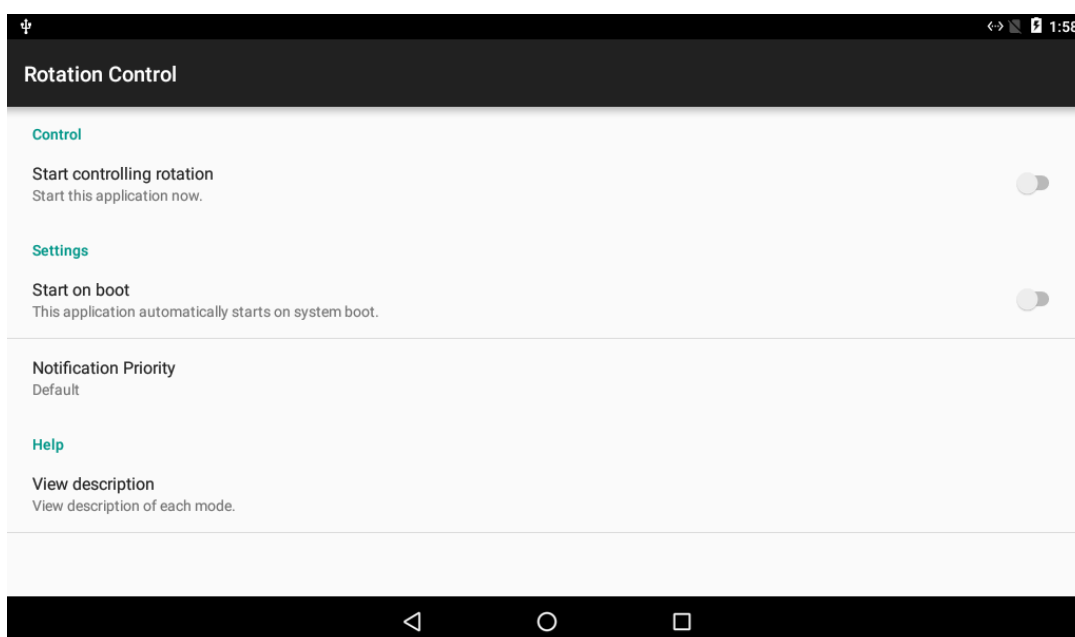 1:58
Rotation Control
Control
Start controlling rotation
Start this application now.
Settings
Start on boot
This application automatically starts on system boot.
Notification Priority
Default
Help
View description
View description of each mode.